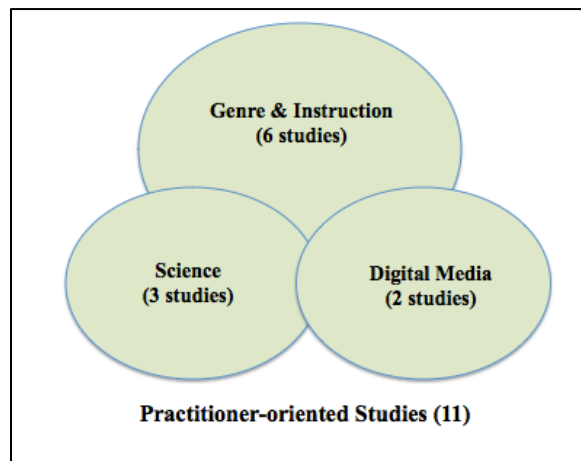 Genre & Instruction
(6 studies)
Science
(3 studies)
Digital Media
(2 studies)
Practitioner-oriented Studies (11)